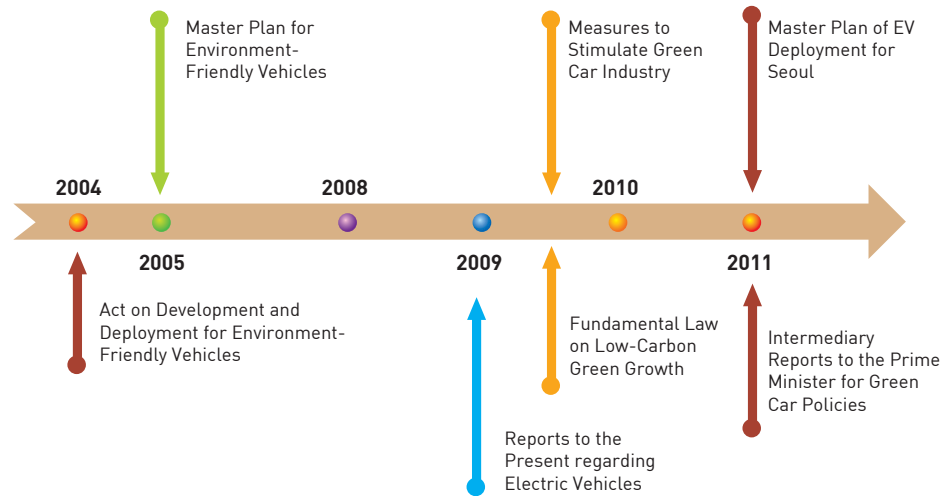 Master Plan for
Environment-
Friendly Vehicles
Measures to
Stimulate Green
Car Industry
Master Plan of EV
Deployment for
Seoul
2004
2008
2010
2005
2009
2011
Act on Development and
Deployment for Environment-
Friendly Vehicles
Fundamental Law
on Low-Carbon
Green Growth
Intermediary
Reports to the Prime
Minister for Green
Car Policies
Reports to the
Present regarding
Electric Vehicles